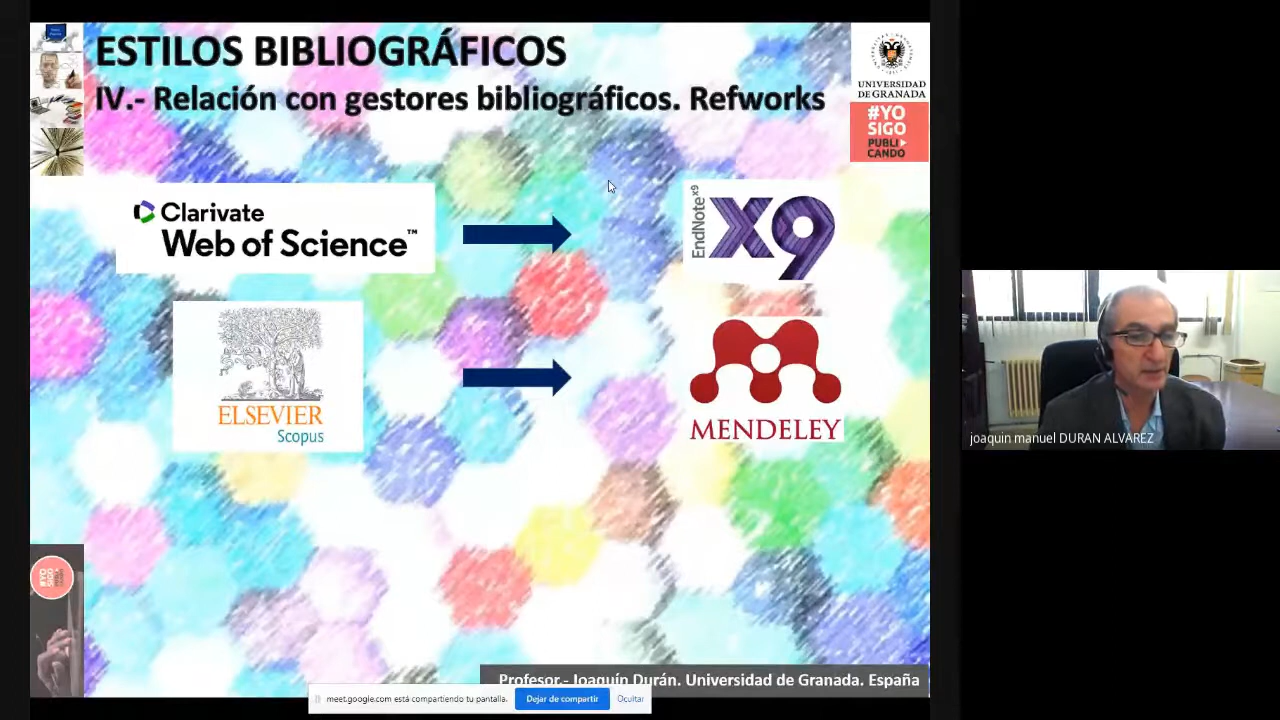 ESTILOS BIBLIOGRÁFICOS
IV.- Relación con gestores bibliográficos. Refworks
UNIVERSIDAD
DE GRANADA
#YO
SIGO
PUBLI
CANDO
Clarivate
Web of Science™
EndNote x9
X9
ELSEVIER
Scopus
MENDELEY
joaquin manuel DURAN ALVAREZ
#YO
SIGO
Profesor.- Joaquín Durán. Universidad de Granada. España
meet.google.com está compartiendo tu pantalla.
Dejar de compartir
Ocultar